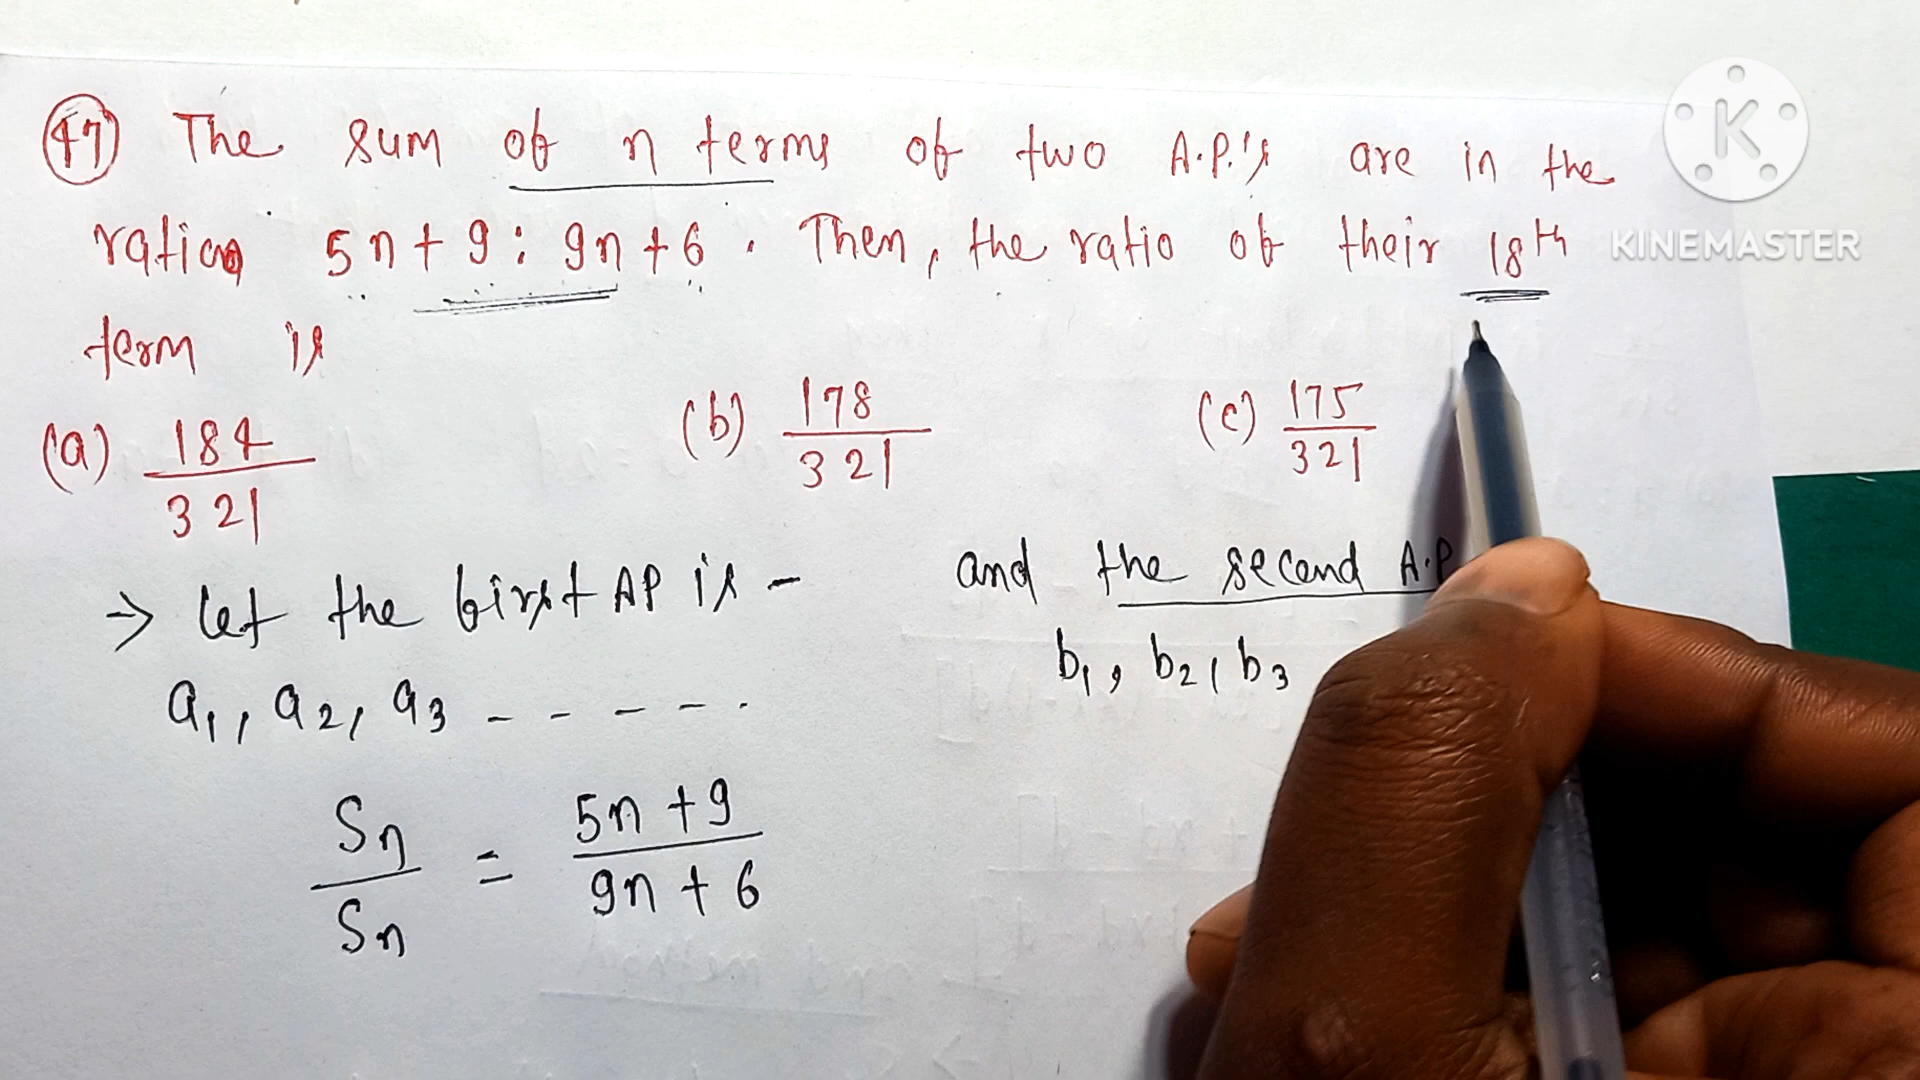 47 The sum of n terms of two A.P.'s are in the
ratio 5n+9 : 9n+6 . Then, the ratio of their 18th
term is
(a) 184/321 (b) 178/321 (c) 175/321
→ Let the first AP is - and the second A.P
a1, a2, a3 - - - - - . b1, b2, b3
Sn/Sn = 5n+9/9n+6
K
KINEMASTER